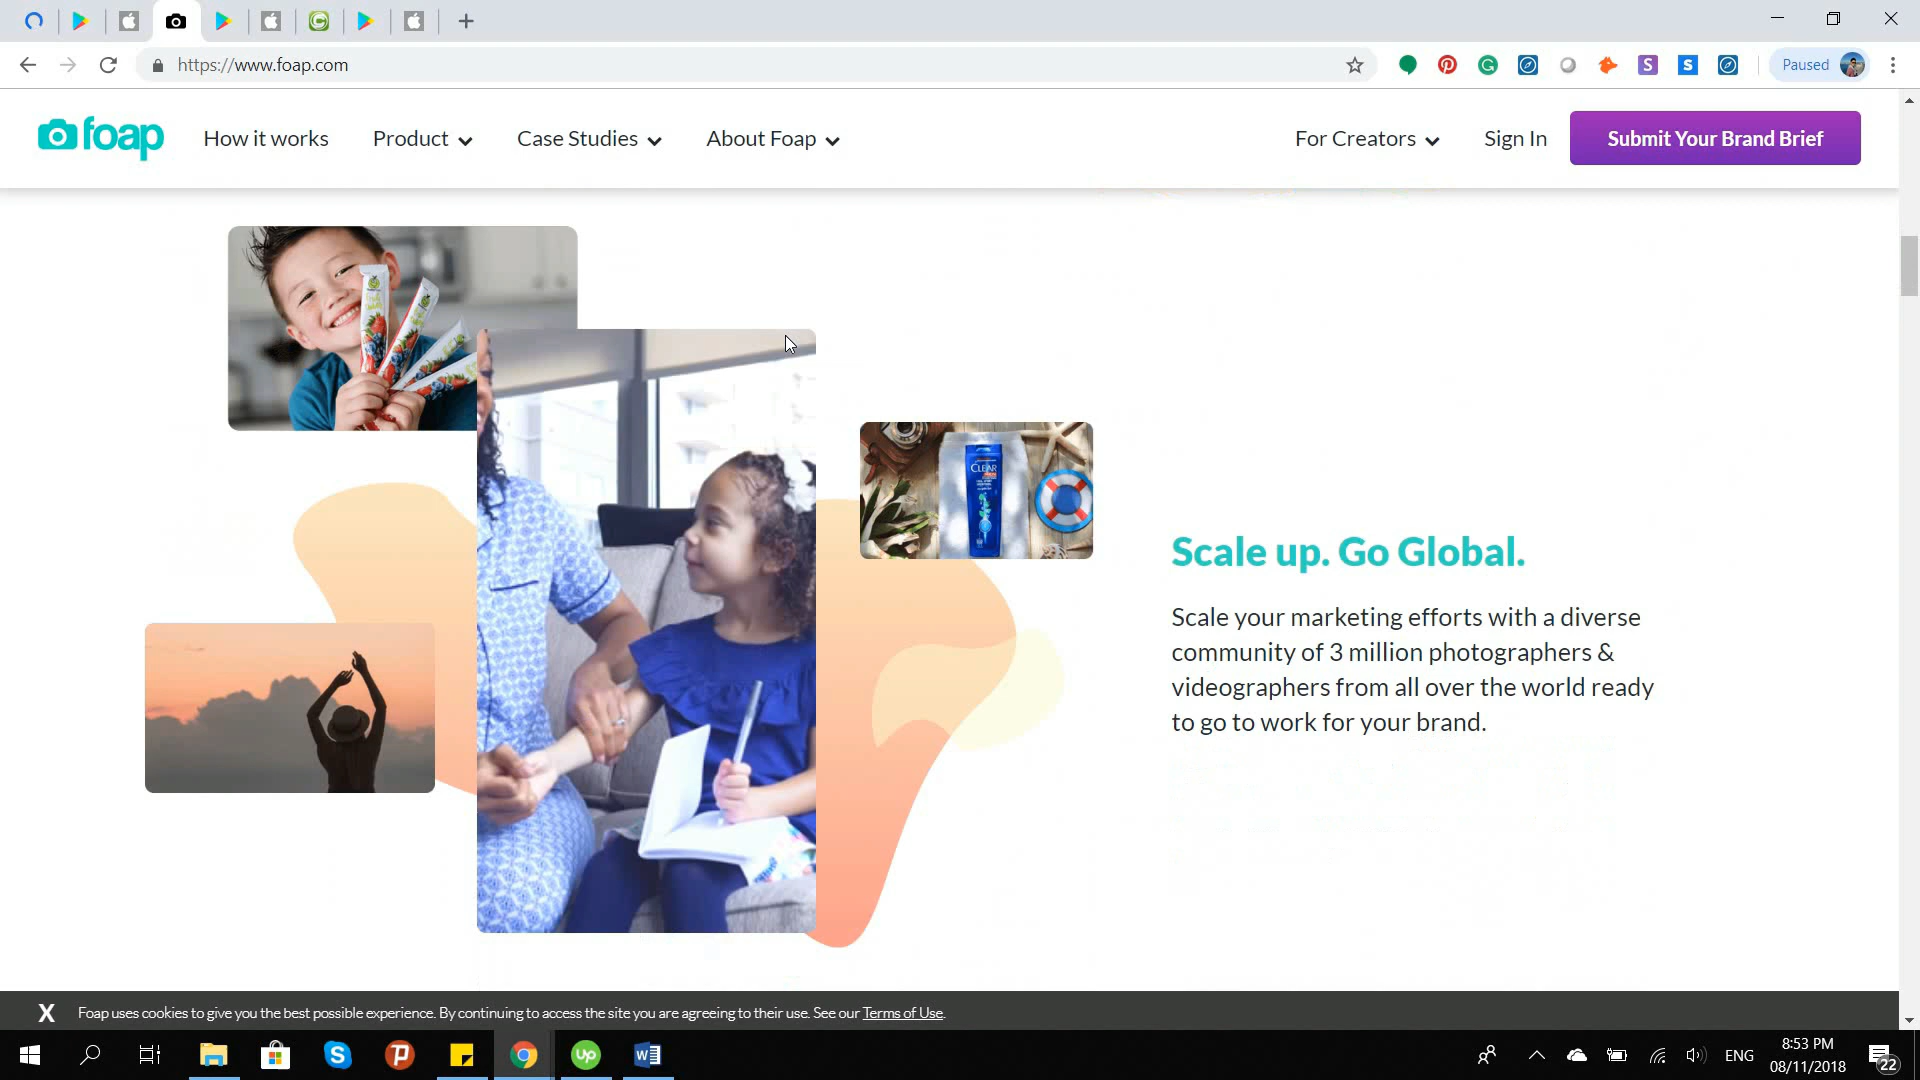 https://www.foap.com
Paused
foap
How it works
Product
Case Studies
About Foap
For Creators
Sign In
Submit Your Brand Brief
CLEAR
Scale up. Go Global.
Scale your marketing efforts with a diverse
community of 3 million photographers &
videographers from all over the world ready
to go to work for your brand.
X
Foap uses cookies to give you the best possible experience. By continuing to access the site you are agreeing to their use. See our Terms of Use.
ENG
8:53 PM
08/11/2018
22